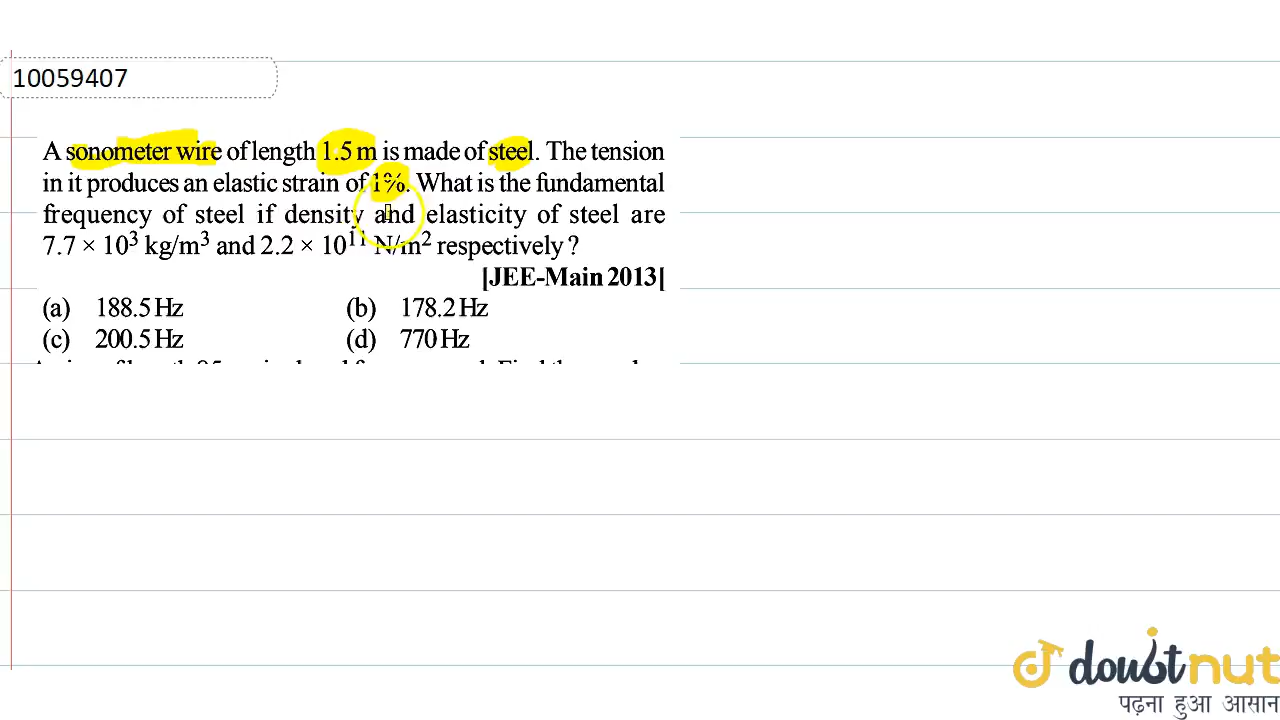 10059407
A sonometer wire of length 1.5 m is made of steel. The tension
in it produces an elastic strain of 1%. What is the fundamental
frequency of steel if density and elasticity of steel are
7.7 × 10³ kg/m³ and 2.2 × 10¹¹ N/m² respectively ?
[JEE-Main 2013[
(a) 188.5 Hz (b) 178.2 Hz
(c) 200.5 Hz (d) 770 Hz
doubtnut
पढ़ना हुआ आसान